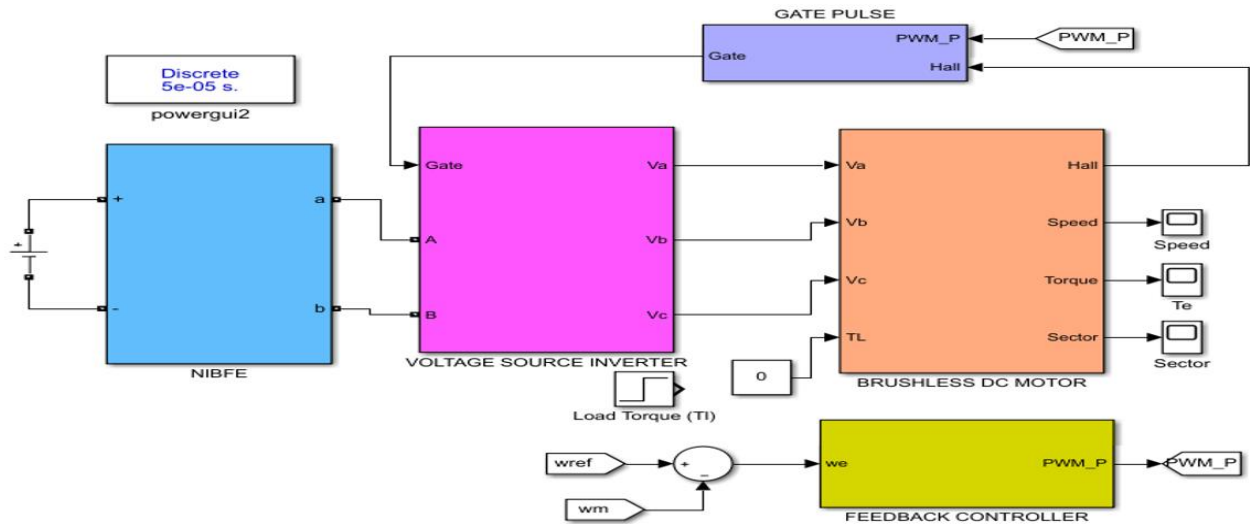 GATE PULSE
PWM_P
PWM_P
Gate
Hall
Discrete
5e-05 s.
powergui2
+
a
-
b
+
NIBFE
Gate
Va
A
Vb
B
Vc
VOLTAGE SOURCE INVERTER
Va
Hall
Vb
Speed
Vc
Torque
TL
Sector
BRUSHLESS DC MOTOR
Speed
Te
Sector
0
Load Torque (Tl)
wref
+
-
wm
we
PWM_P
PWM_P
FEEDBACK CONTROLLER